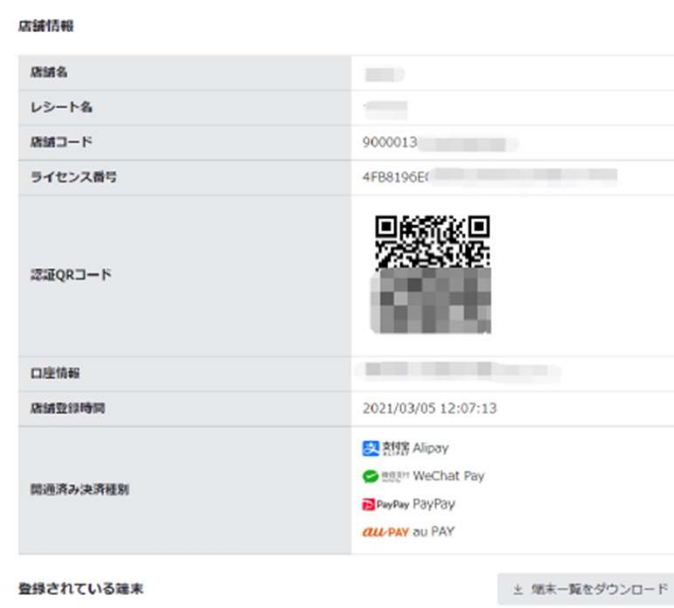 店舗情報
店舗名
レシート名
店舗コード 9000013
ライセンス番号 4FB8196E
認証QRコード
口座情報
店舗登録時間 2021/03/05 12:07:13
開通済み決済種別
支付宝 ALIPAY Alipay
WeChat Pay
PayPay PayPay
au PAY au PAY
登録されている端末 端末一覧をダウンロード